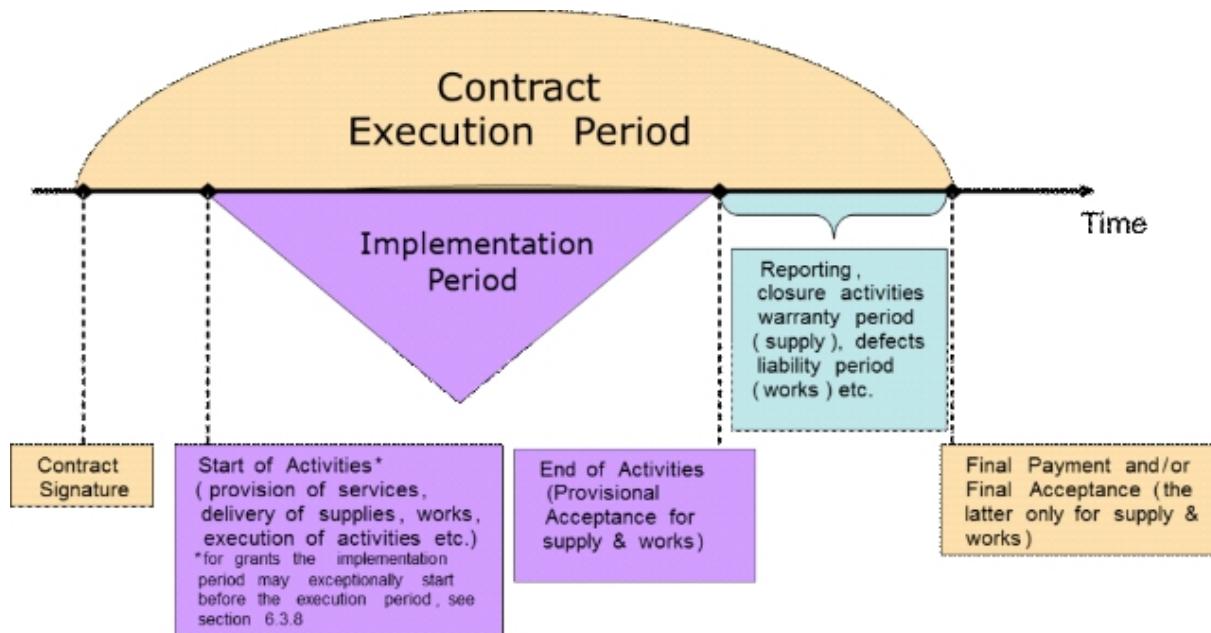 Contract
Execution Period
Time
Implementation
Period
Reporting,
closure activities
warranty period
(supply), defects
liability period
(works) etc.
Contract
Signature
Start of Activities*
(provision of services,
delivery of supplies, works,
execution of activities etc.)
*for grants the implementation
period may exceptionally start
before the execution period, see
section 6.3.8
End of Activities
(Provisional
Acceptance for
supply & works)
Final Payment and/or
Final Acceptance (the
latter only for supply &
works)